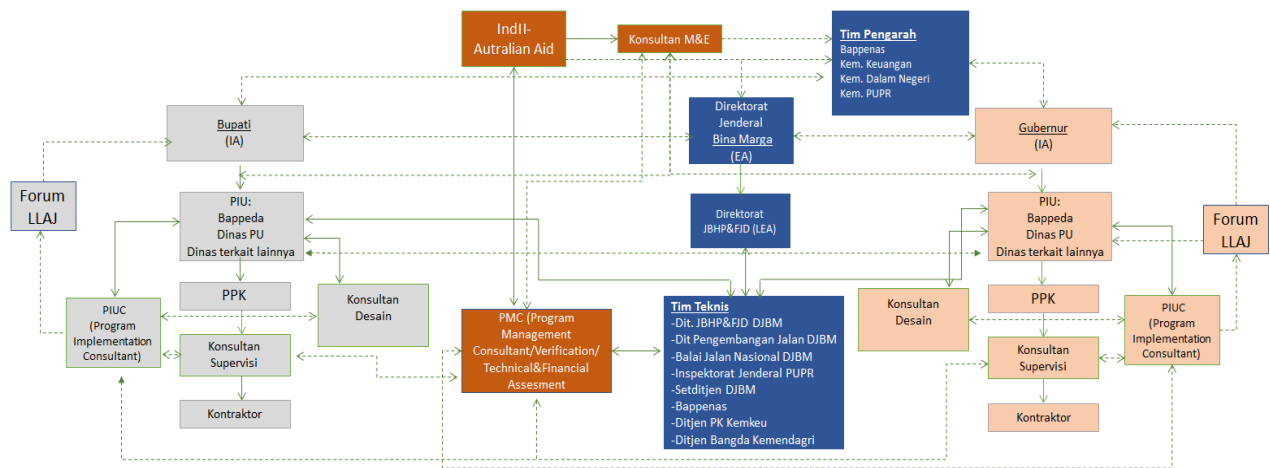 IndII-
Autralian Aid
Konsultan M&E
Tim Pengarah
Bappenas
Kem. Keuangan
Kem. Dalam Negeri
Kem. PUPR
Bupati
(IA)
Direktorat
Jenderal
Bina Marga
(EA)
Gubernur
(IA)
Forum
LLAJ
PIU:
Bappeda
Dinas PU
Dinas terkait lainnya
Direktorat
JBHP&FJD (LEA)
PIU:
Bappeda
Dinas PU
Dinas terkait lainnya
Forum
LLAJ
PIUC
(Program
Implementation
Consultant)
PPK
Konsultan
Desain
Konsultan
Supervisi
Kontraktor
PMC (Program
Management
Consultant/Verification/
Technical&Financial
Assesment)
Tim Teknis
-Dit. JBHP&FJD DJBM
-Dit Pengembangan Jalan DJBM
-Balai Jalan Nasional DJBM
-Inspektorat Jenderal PUPR
-Setditjen DJBM
-Bappenas
-Ditjen PK Kemkeu
-Ditjen Bangda Kemendagri
Konsultan
Desain
PPK
Konsultan
Supervisi
Kontraktor
PIUC
(Program
Implementation
Consultant)